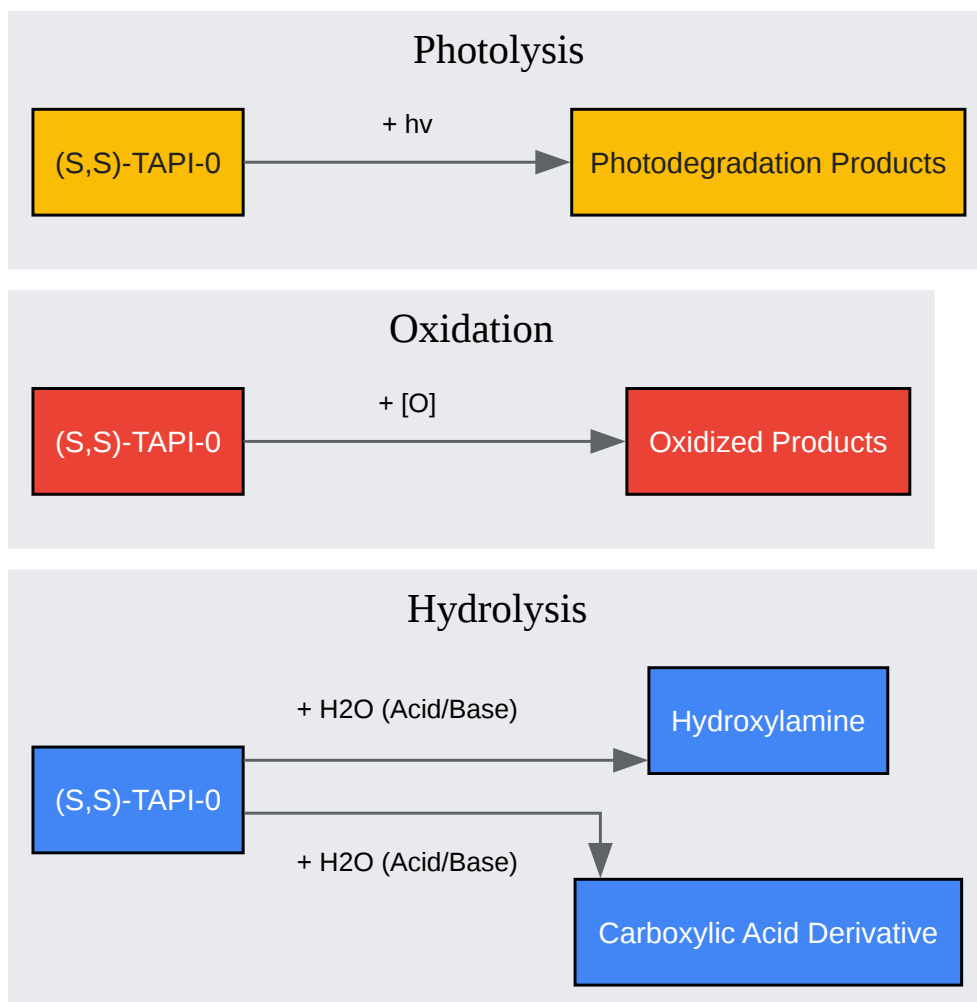 Photolysis
(S,S)-TAPI-0
+ hv
Photodegradation Products
Oxidation
(S,S)-TAPI-0
+ [O]
Oxidized Products
Hydrolysis
+ H2O (Acid/Base)
Hydroxylamine
(S,S)-TAPI-0
+ H2O (Acid/Base)
Carboxylic Acid Derivative